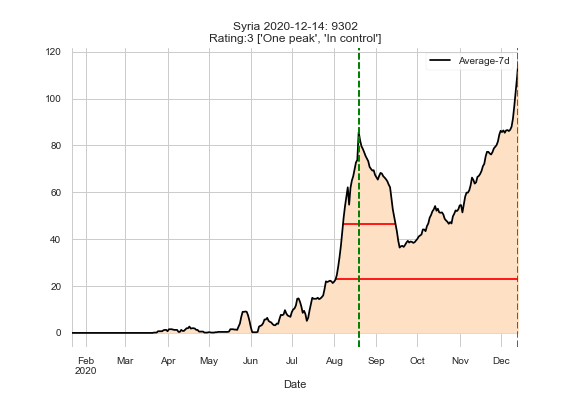 Syria 2020-12-14: 9302
Rating:3 ['One peak', 'In control']
Average-7d
120
100
80
60
40
20
0
Feb Mar Apr May Jun Jul Aug Sep Oct Nov Dec
2020
Date